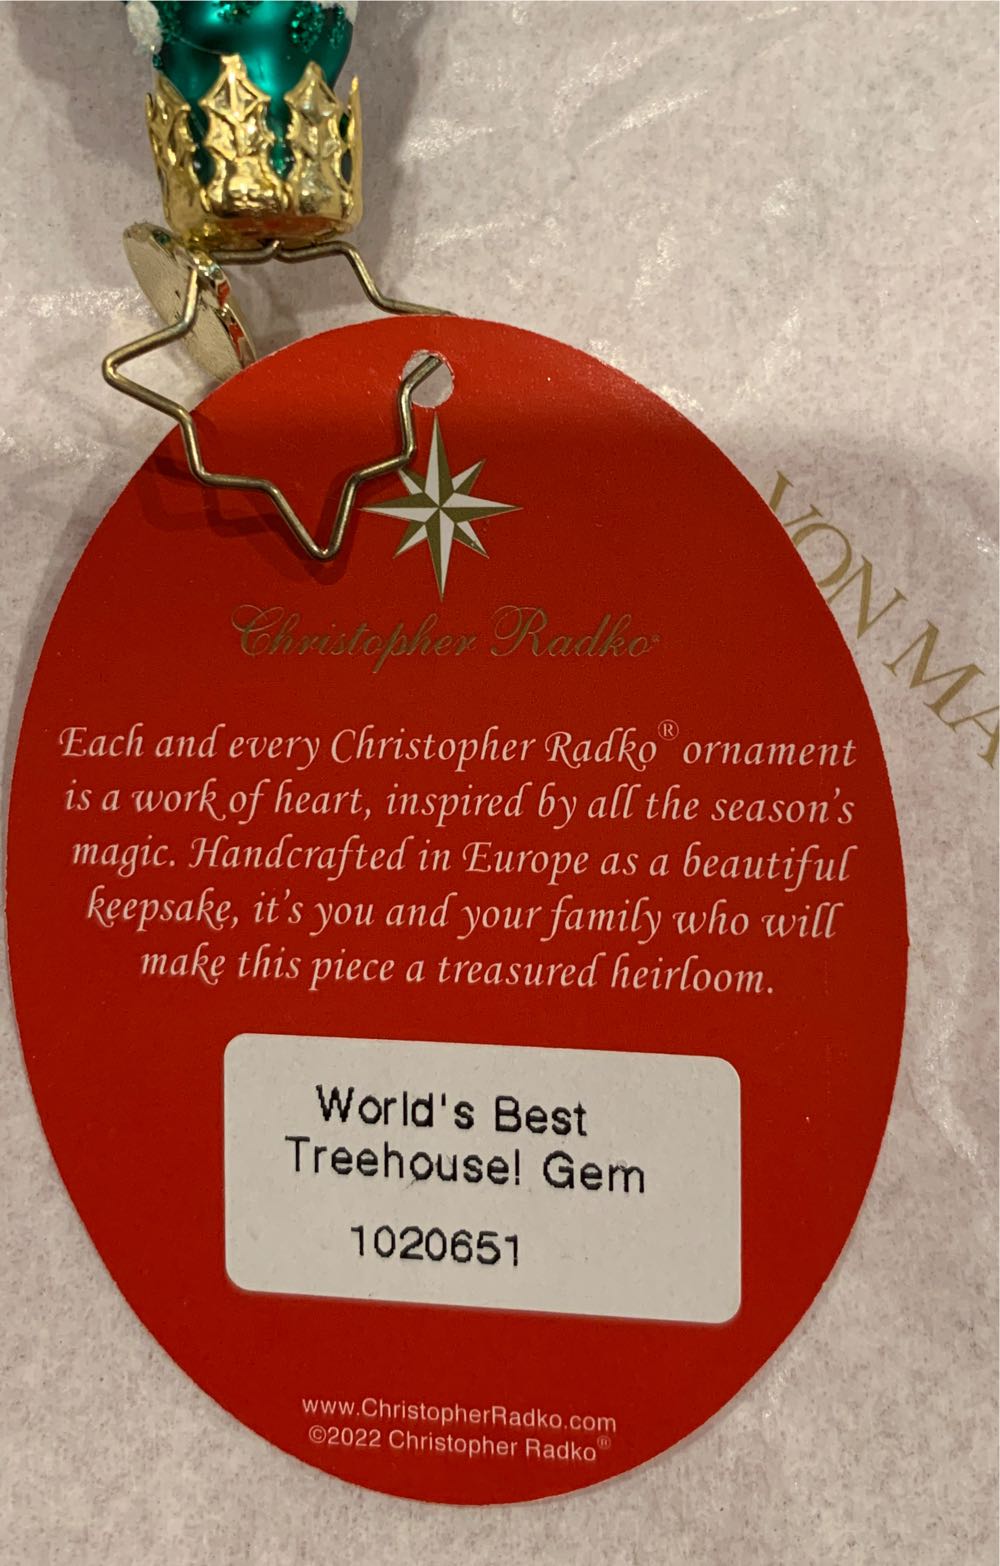 VON MA
Christopher Radko®
Each and every Christopher Radko® ornament
is a work of heart, inspired by all the season's
magic. Handcrafted in Europe as a beautiful
keepsake, it's you and your family who will
make this piece a treasured heirloom.
World's Best
Treehouse! Gem
1020651
www.ChristopherRadko.com
©2022 Christopher Radko®